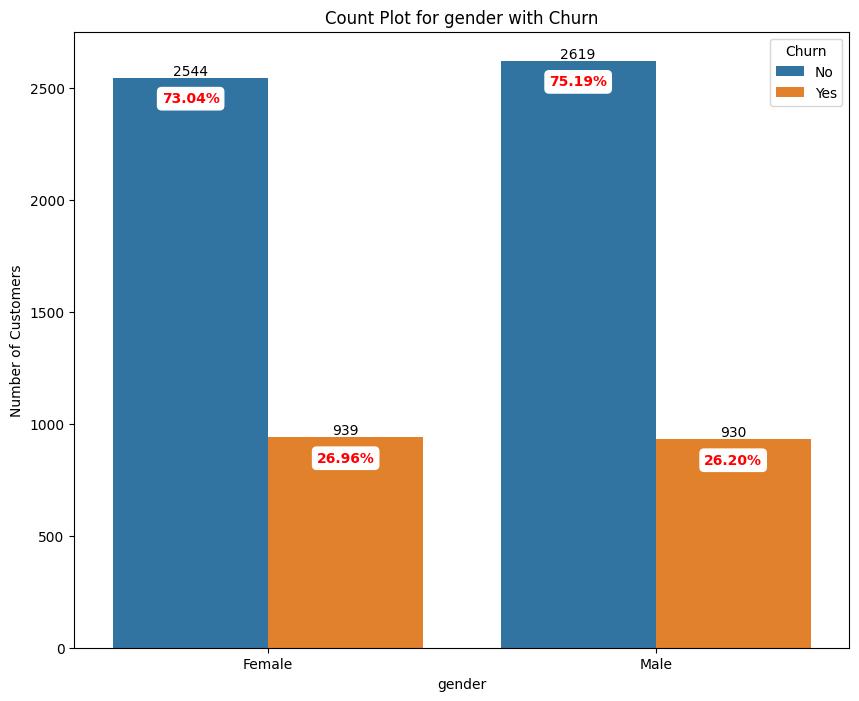 Count Plot for gender with Churn
Churn
No
Yes
2544
73.04%
939
26.96%
2619
75.19%
930
26.20%
Number of Customers
2500
2000
1500
1000
500
0
Female
Male
gender